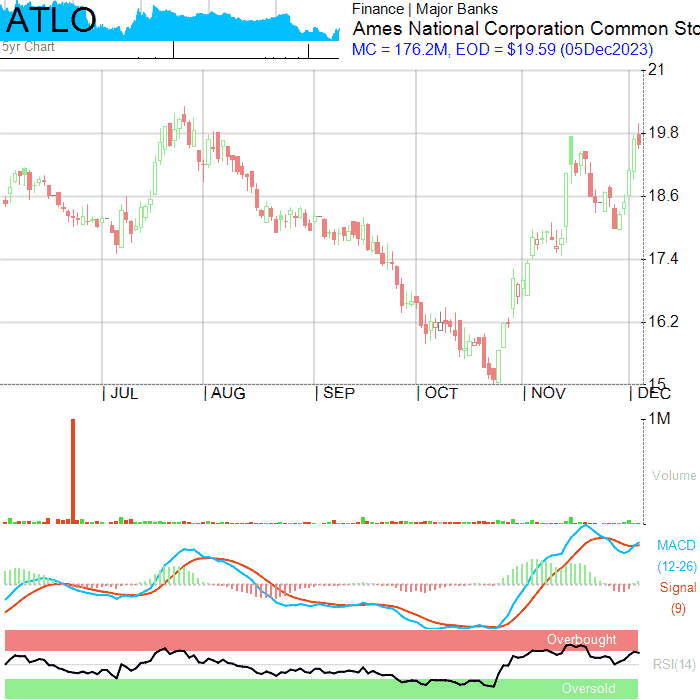 ATLO
5yr Chart
Finance | Major Banks
Ames National Corporation Common Sto
MC = 176.2M, EOD = $19.59 (05Dec2023)
21
19.8
18.6
17.4
16.2
15
| JUL | AUG | SEP | OCT | NOV | DEC
1M
Volume
MACD
(12-26)
Signal
(9)
Overbought
RSI(14)
Oversold